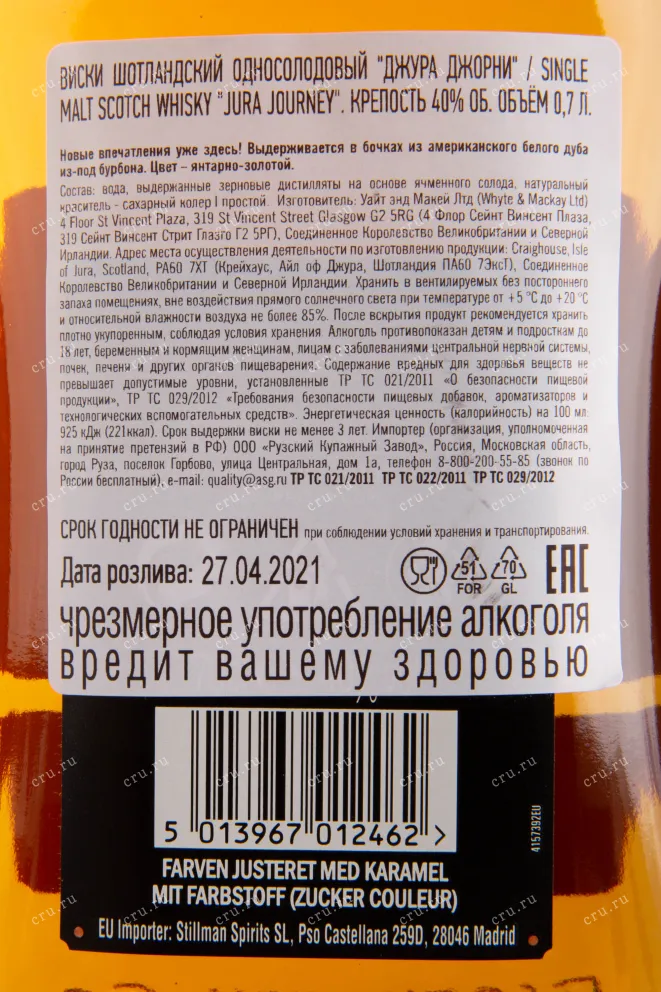 ВИСКИ ШОТЛАНДСКИЙ ОДНОСОЛОДОВЫЙ "ДЖУРА ДЖОРНИ" / SINGLE
MALT SCOTCH WHISKY "JURA JOURNEY". КРЕПОСТЬ 40% ОБ. ОБЪЁМ 0,7 Л.
Новые впечатления уже здесь! Выдерживается в бочках из американского белого дуба
из-под бурбона. Цвет – янтарно-золотой.
Состав: вода, выдержанные зерновые дистилляты на основе ячменного солода, натуральный
краситель - сахарный колер I простой. Изготовитель: Уайт энд Макей Лтд (Whyte & Mackay Ltd)
4 Floor St Vincent Plaza, 319 St Vincent Street Glasgow G2 5RG (4 Флор Сейнт Винсент Плаза,
319 Сейнт Винсент Стрит Глазго Г2 5РГ), Соединенное Королевство Великобритании и Северной
Ирландии. Адрес места осуществления деятельности по изготовлению продукции: Craighouse, Isle
of Jura, Scotland, PA60 7XT (Крейхаус, Айл оф Джура, Шотландия ПА60 7ЭксТ), Соединенное
Королевство Великобритании и Северной Ирландии. Хранить в вентилируемых без постороннего
запаха помещениях, вне воздействия прямого солнечного света при температуре от +5 °С до +20 °С
и относительной влажности воздуха не более 85%. После вскрытия продукт рекомендуется хранить
плотно укупоренным, соблюдая условия хранения. Алкоголь противопоказан детям и подросткам до
18 лет, беременным и кормящим женщинам, лицам с заболеваниями центральной нервной системы,
почек, печени и других органов пищеварения. Содержание вредных для здоровья веществ не
превышает допустимые уровни, установленные ТР ТС 021/2011 «О безопасности пищевой
продукции», ТР ТС 029/2012 «Требования безопасности пищевых добавок, ароматизаторов и
технологических вспомогательных средств». Энергетическая ценность (калорийность) на 100 мл:
925 кДж (221ккал). Срок выдержки виски не менее 3 лет. Импортер (организация, уполномоченная
на принятие претензий в РФ) ООО «Рузский Купажный Завод», Россия, Московская область,
город Руза, поселок Горбово, улица Центральная, дом 1а, телефон 8-800-200-55-85 (звонок по
России бесплатный), e-mail: quality@asg.ru ТР ТС 021/2011 ТР ТС 022/2011 ТР ТС 029/2012
СРОК ГОДНОСТИ НЕ ОГРАНИЧЕН при соблюдении условий хранения и транспортирования.
Дата розлива: 27.04.2021
51 FOR 70 GL EAC
чрезмерное употребление алкоголя
вредит вашему здоровью
5 013967 012462 >
4157392EU
FARVEN JUSTERET MED KARAMEL
MIT FARBSTOFF (ZUCKER COULEUR)
EU Importer: Stillman Spirits SL, Pso Castellana 259D, 28046 Madrid
cru.ru